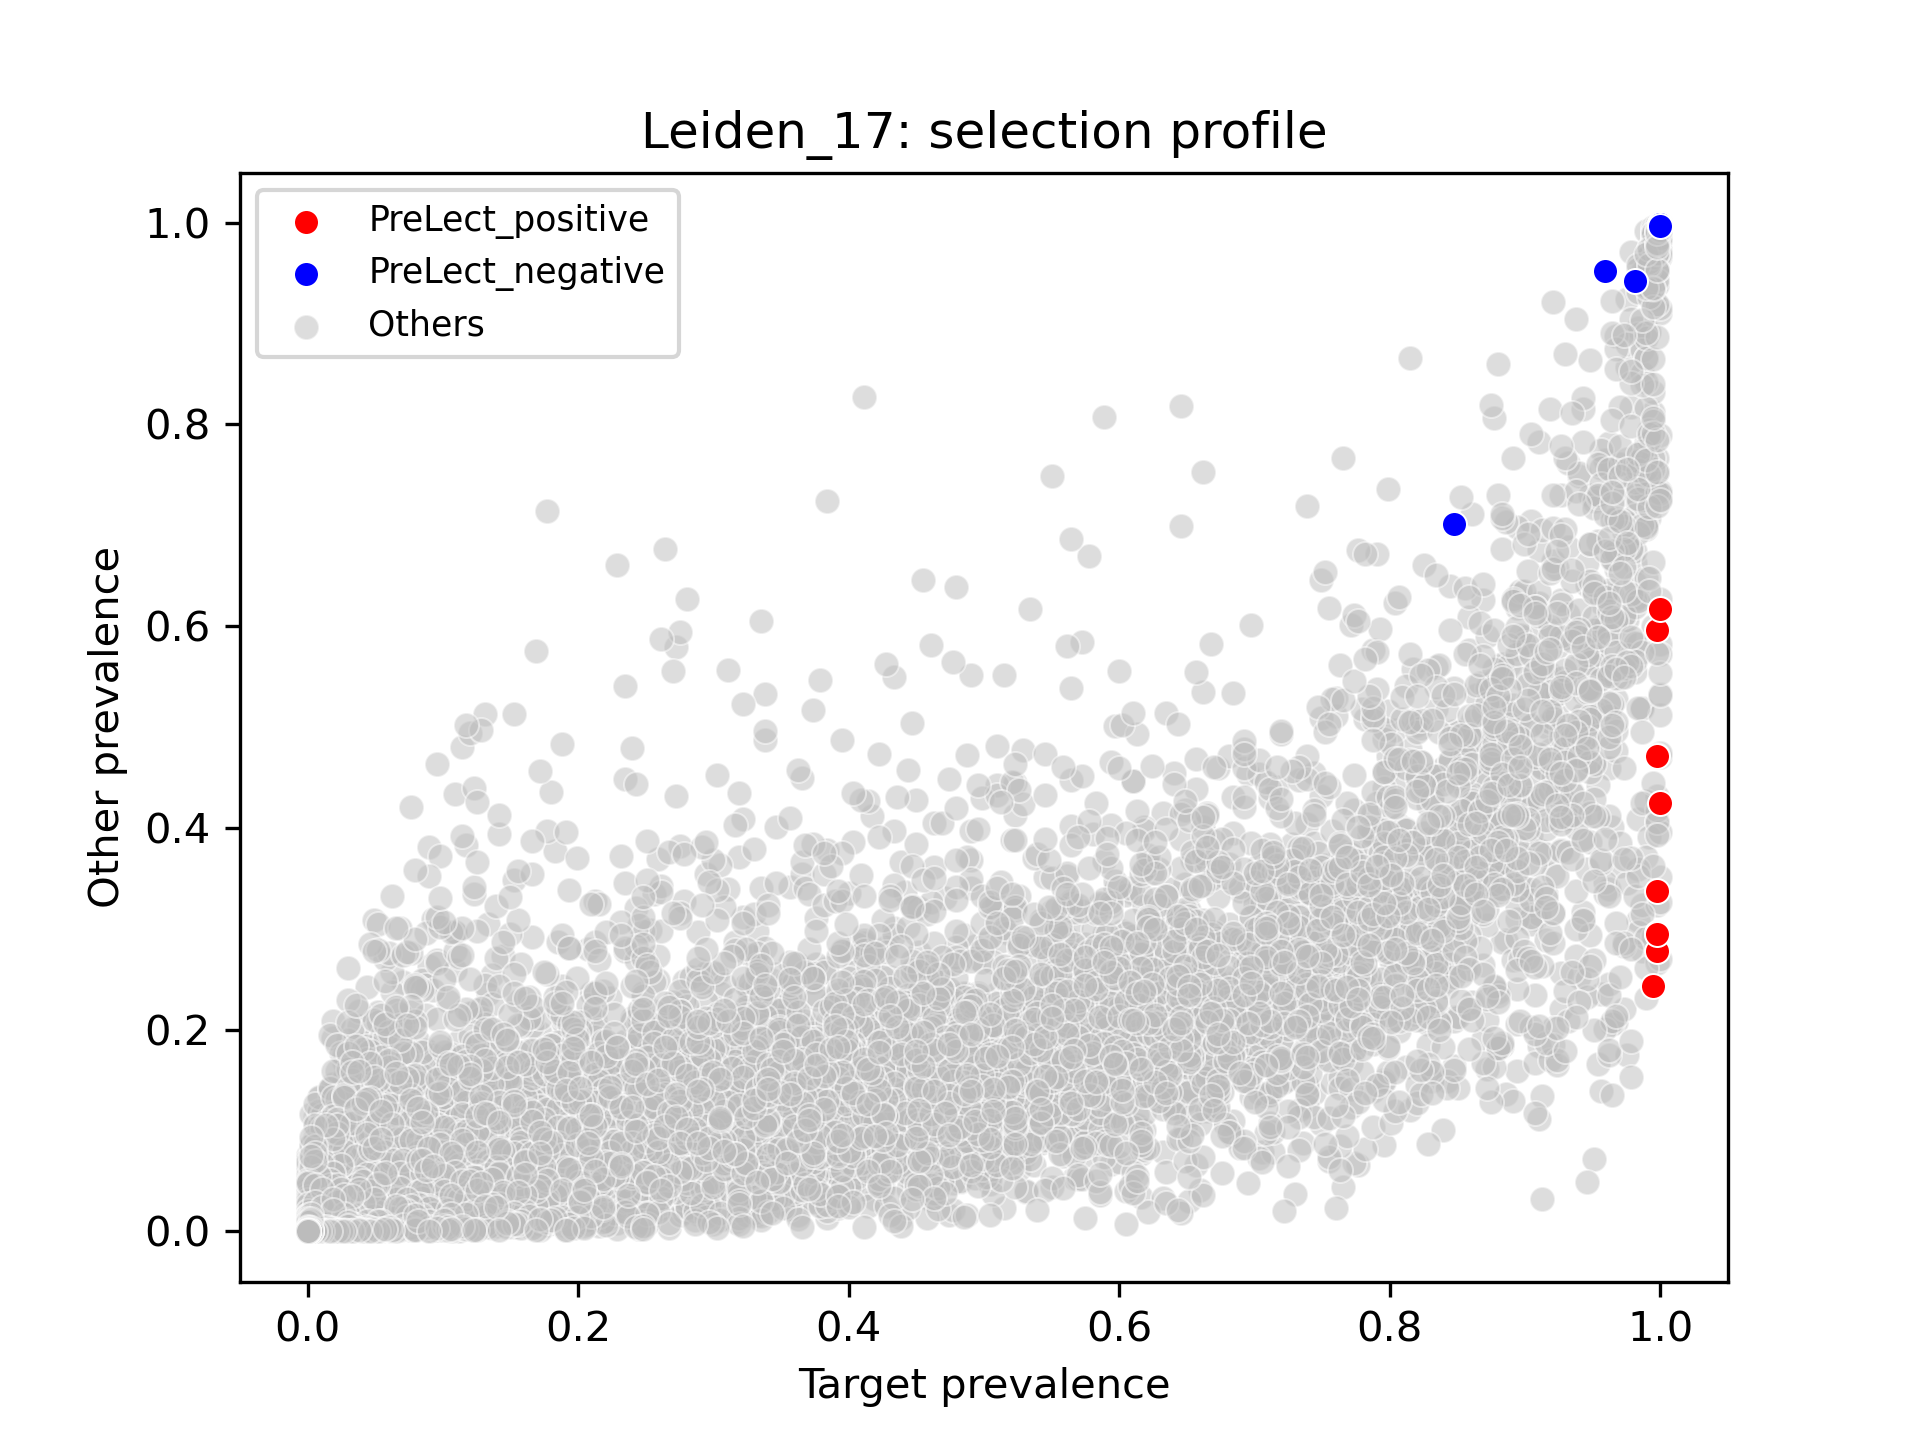 Leiden_17: selection profile
PreLect_positive
PreLect_negative
Others
1.0
0.8
0.6
0.4
0.2
0.0
Other prevalence
0.0 0.2 0.4 0.6 0.8 1.0
Target prevalence